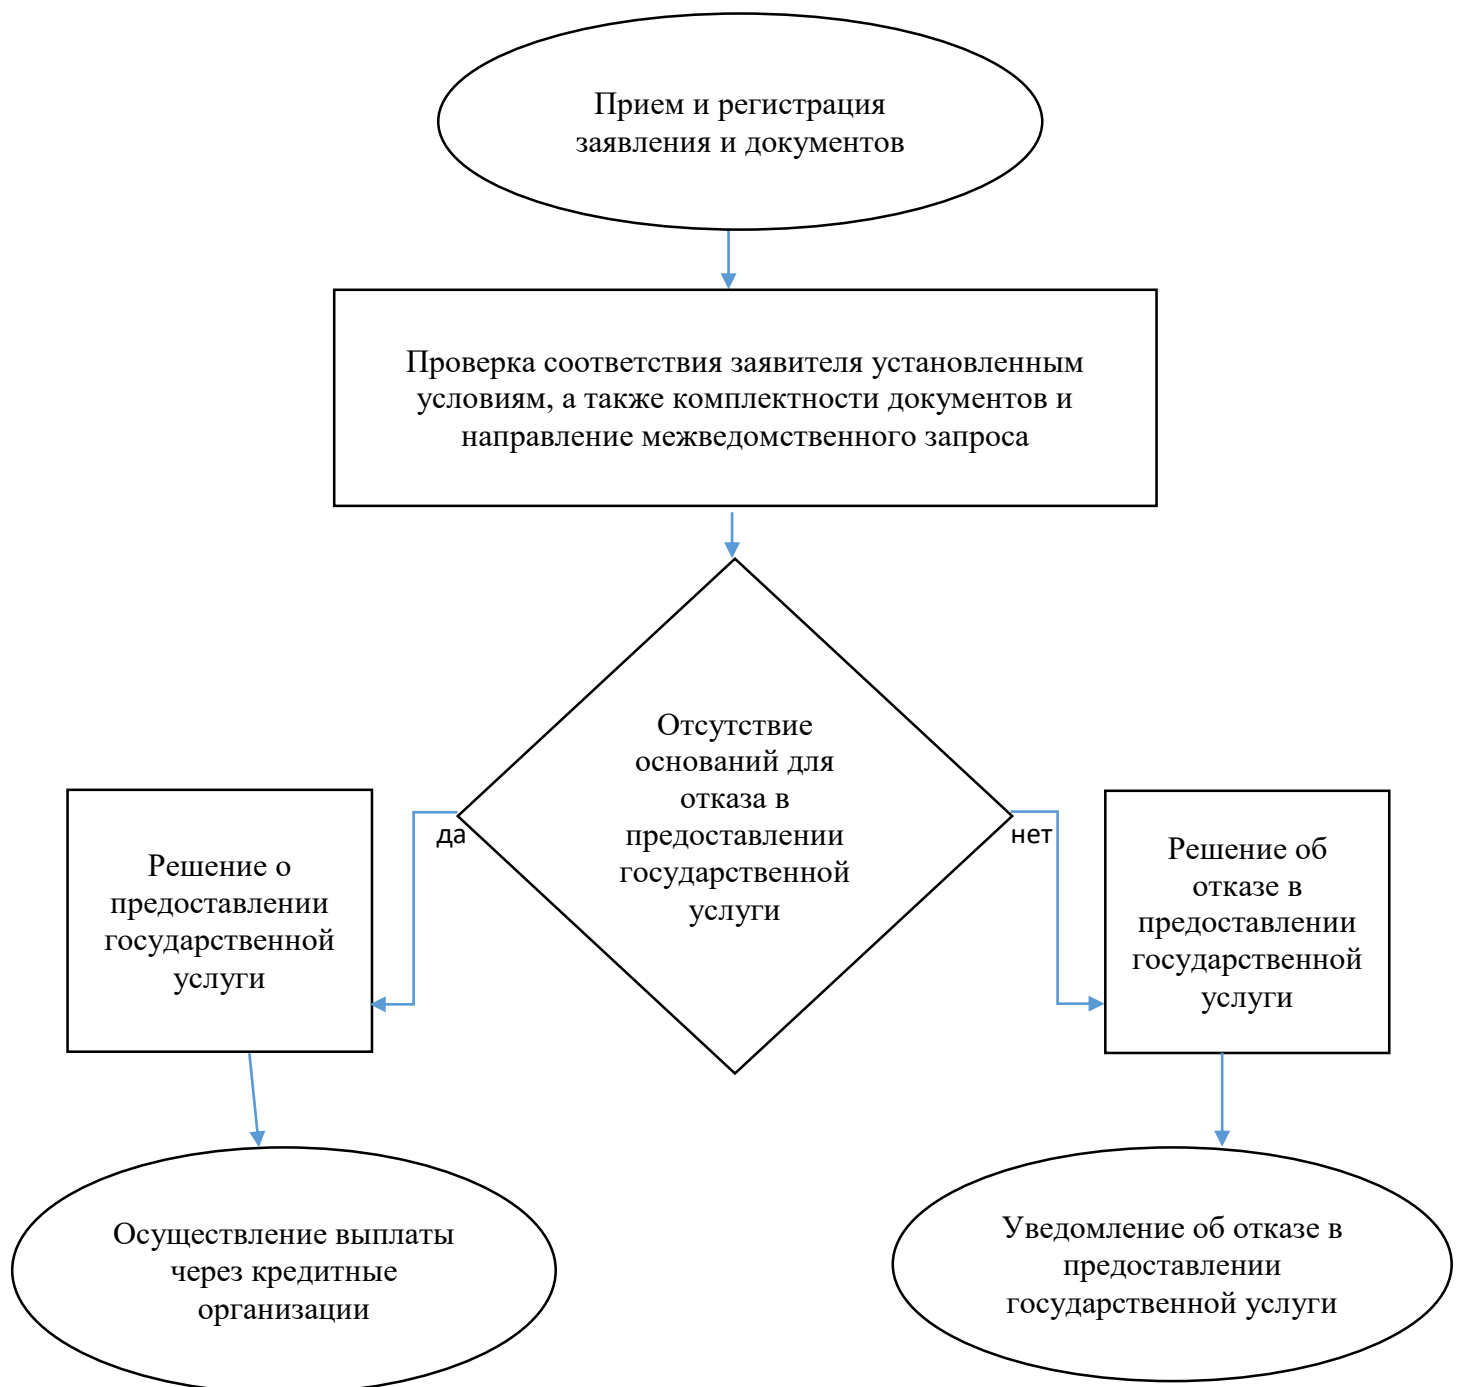 Прием и регистрация
заявления и документов
Проверка соответствия заявителя установленным
условиям, а также комплектности документов и
направление межведомственного запроса
Отсутствие
оснований для
отказа в
предоставлении
государственной
услуги
да
нет
Решение о
предоставлении
государственной
услуги
Решение об
отказе в
предоставлении
государственной
услуги
Осуществление выплаты
через кредитные
организации
Уведомление об отказе в
предоставлении
государственной услуги